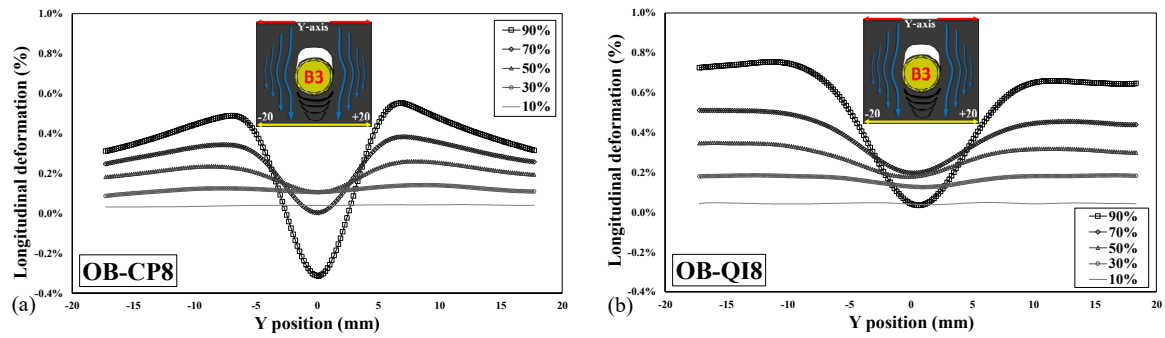 1.0%
0.8%
0.6%
0.4%
0.2%
0.0%
-0.2%
-0.4%
Longitudinal deformation (%)
Y-axis
B3
-20 +20
90%
70%
50%
30%
10%
OB-CP8
(a)
-20 -15 -10 -5 0 5 10 15 20
Y position (mm)
1.0%
0.8%
0.6%
0.4%
0.2%
0.0%
-0.2%
-0.4%
Longitudinal deformation (%)
Y-axis
B3
-20 +20
90%
70%
50%
30%
10%
OB-QI8
(b)
-20 -15 -10 -5 0 5 10 15 20
Y position (mm)